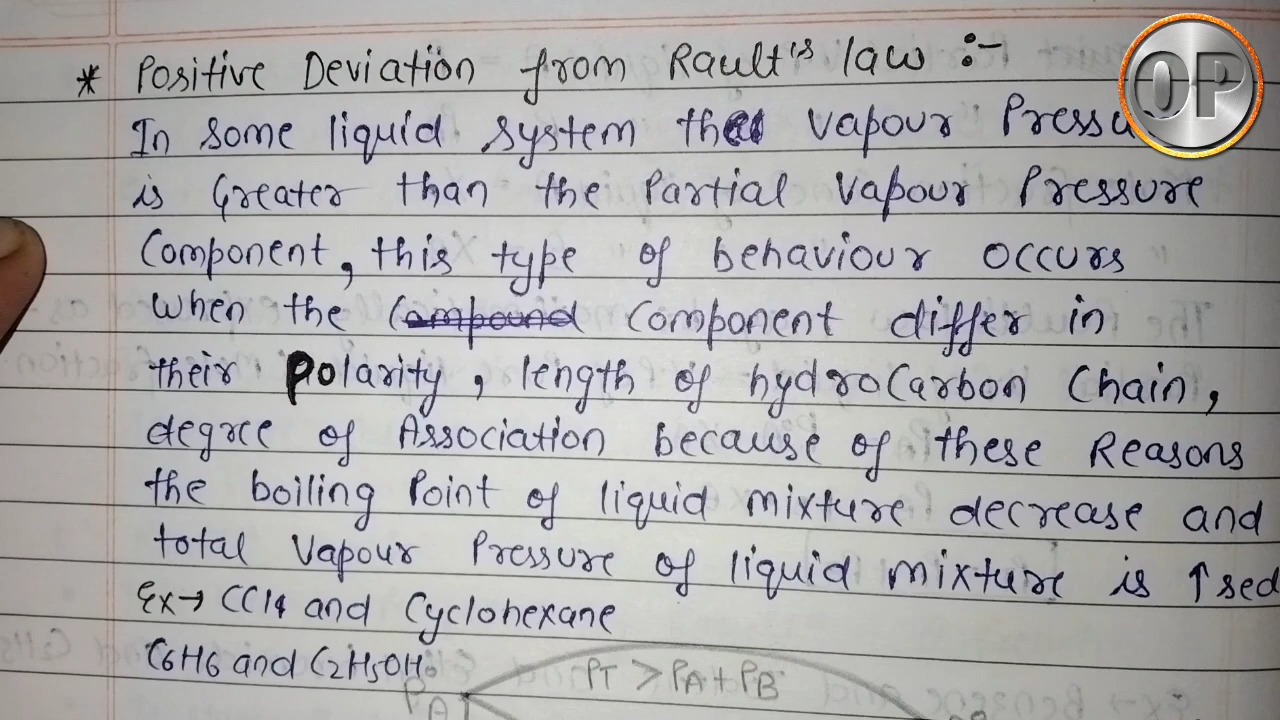 OP
* Positive Deviation from Rault's law :-
In some liquid system the vapour Pressu
is Greater than the Partial Vapour Pressure
Component, this type of behaviour occurs
when the Component differ in
their Polarity, length of hydroCarbon Chain,
degree of Association because of these Reasons
the boiling Point of liquid mixture decrease and
total Vapour Pressure of liquid mixture is ↑sed
Ex→ CCl4 and Cyclohexane
C6H6 and C2H5OH.
PT > PA+PB
PA